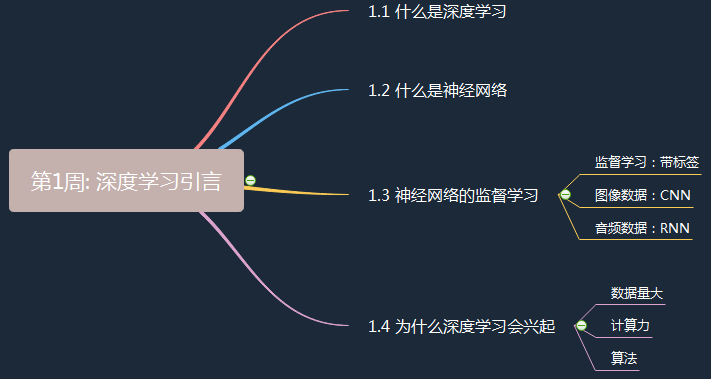 1.1 什么是深度学习
1.2 什么是神经网络
第1周: 深度学习引言
1.3 神经网络的监督学习
监督学习：带标签
图像数据：CNN
音频数据：RNN
1.4 为什么深度学习会兴起
数据量大
计算力
算法